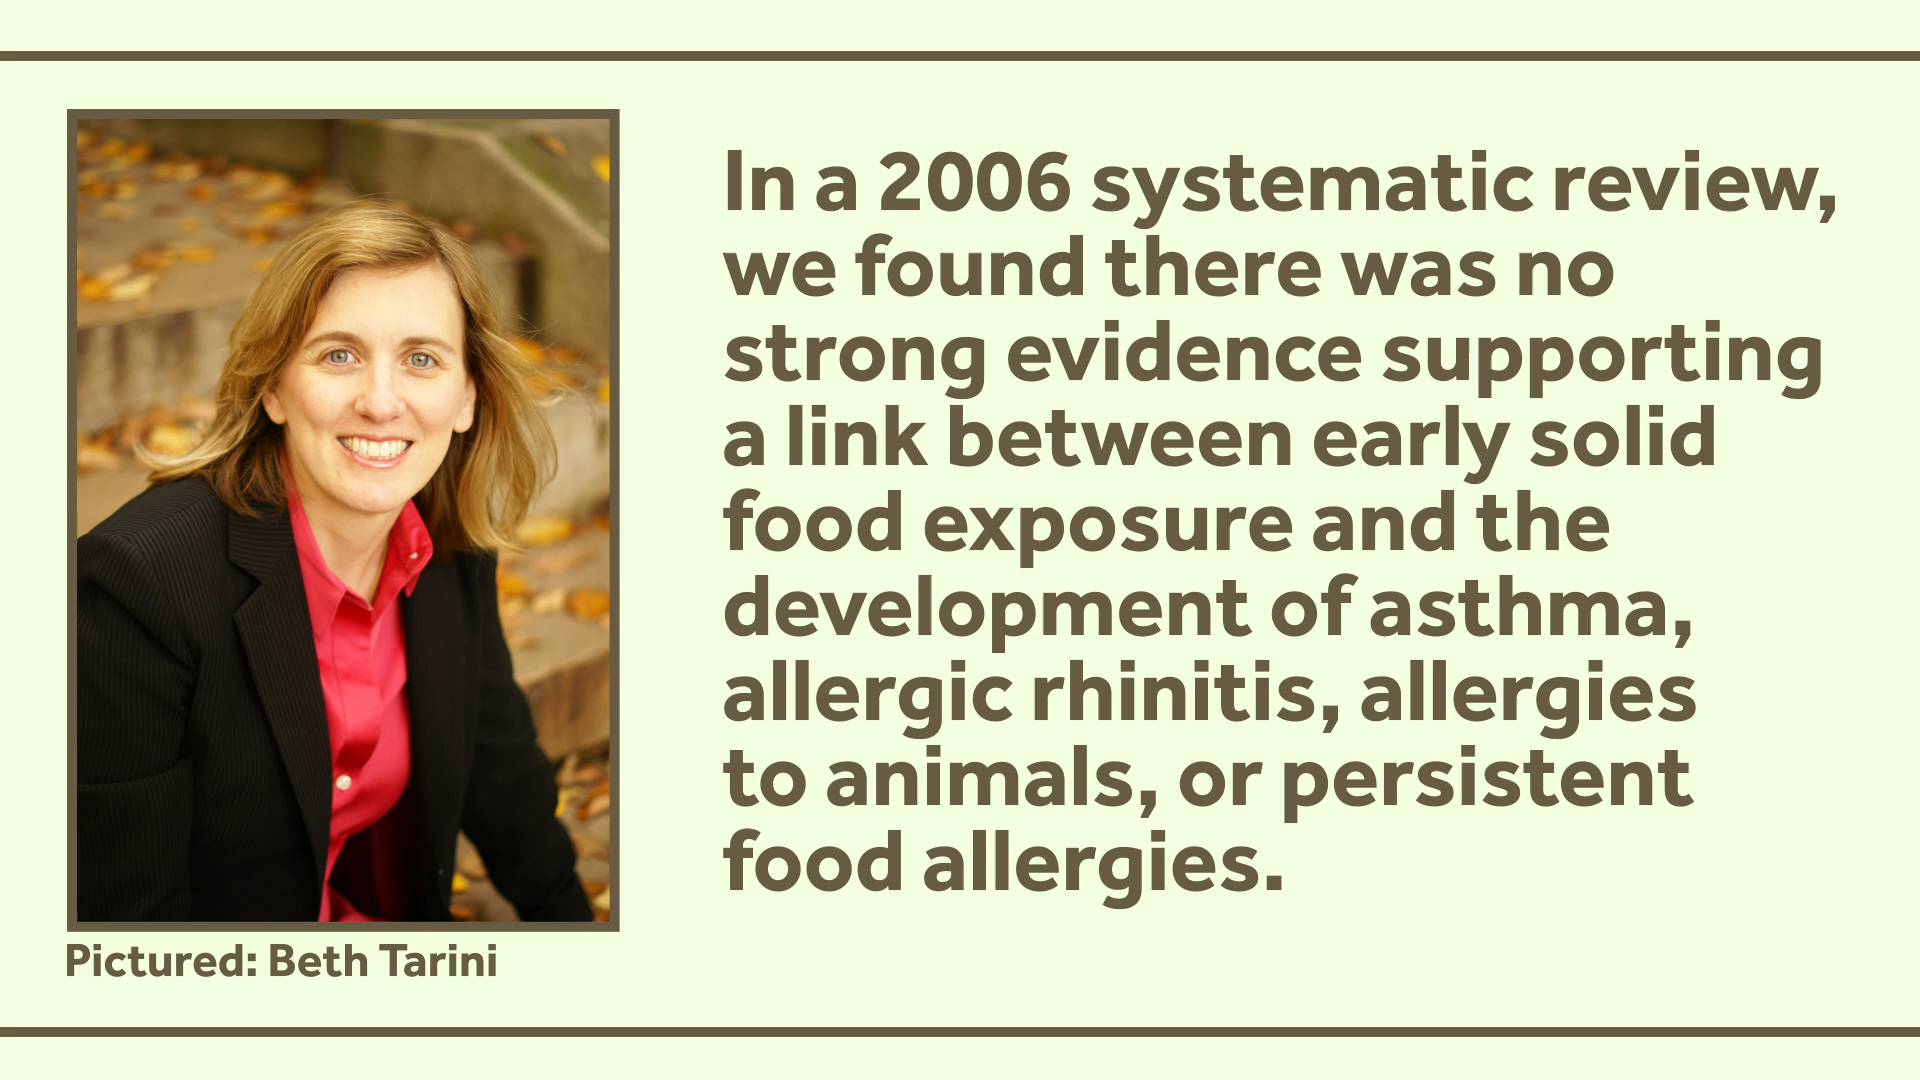 In a 2006 systematic review,
we found there was no
strong evidence supporting
a link between early solid
food exposure and the
development of asthma,
allergic rhinitis, allergies
to animals, or persistent
food allergies.
Pictured: Beth Tarini